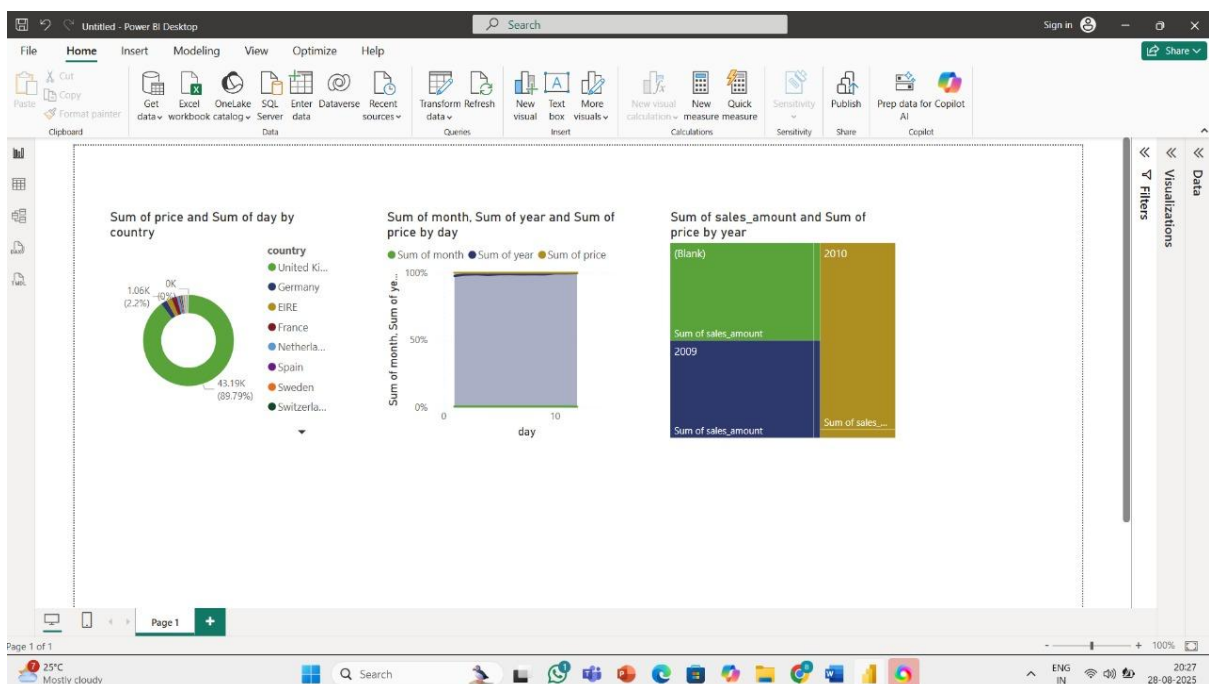 Untitled - Power BI Desktop
Search
Sign in
File Home Insert Modeling View Optimize Help
Share
Paste
Cut
Copy
Format painter
Clipboard
Get data
Excel workbook
OneLake catalog
SQL Server
Enter data
Dataverse
Recent sources
Data
Transform data
Refresh
Queries
New visual
Text box
More visuals
Insert
New visual calculation
New measure
Quick measure
Calculations
Sensitivity
Sensitivity
Publish
Share
Prep data for AI
Copilot
Copilot
Filters
Visualizations
Data
Sum of price and Sum of day by
country
country
United Ki...
Germany
EIRE
France
Netherla...
Spain
Sweden
Switzerla...
1.06K
(2.2%)
0K
(0%)
43.19K
(89.79%)
Sum of month, Sum of year and Sum of
price by day
Sum of month Sum of year Sum of price
Sum of month, Sum of ye...
100%
50%
0%
0 10
day
Sum of sales_amount and Sum of
price by year
(Blank)
Sum of sales_amount
2009
Sum of sales_amount
2010
Sum of sales_...
Page 1
Page 1 of 1
- + 100%
7
25°C
Mostly cloudy
Search
ENG
IN
20:27
28-08-2025